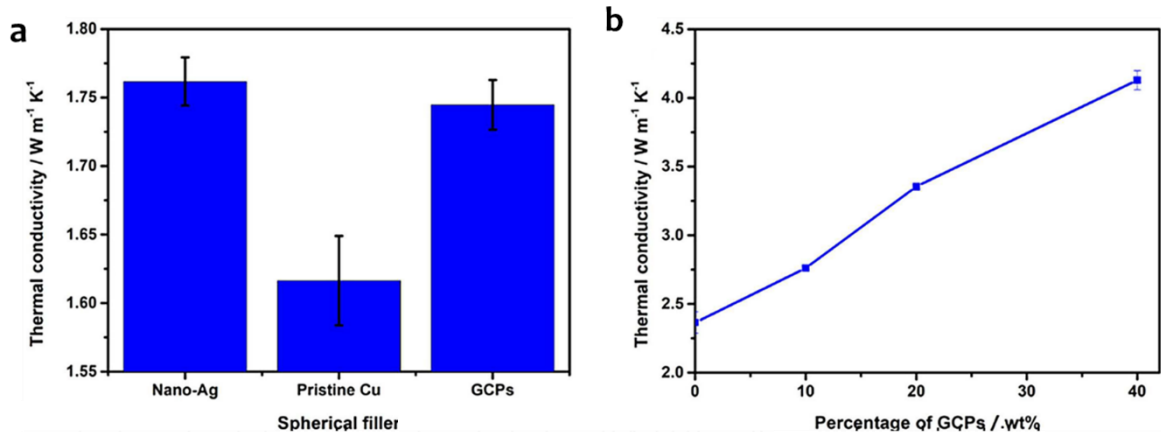 a
Thermal conductivity / W m⁻¹ K⁻¹
1.80
1.75
1.70
1.65
1.60
1.55
Nano-Ag
Pristine Cu
GCPs
Spherical filler
b
Thermal conductivity / W m⁻¹ K⁻¹
4.5
4.0
3.5
3.0
2.5
2.0
0
10
20
30
40
Percentage of GCPs / wt%